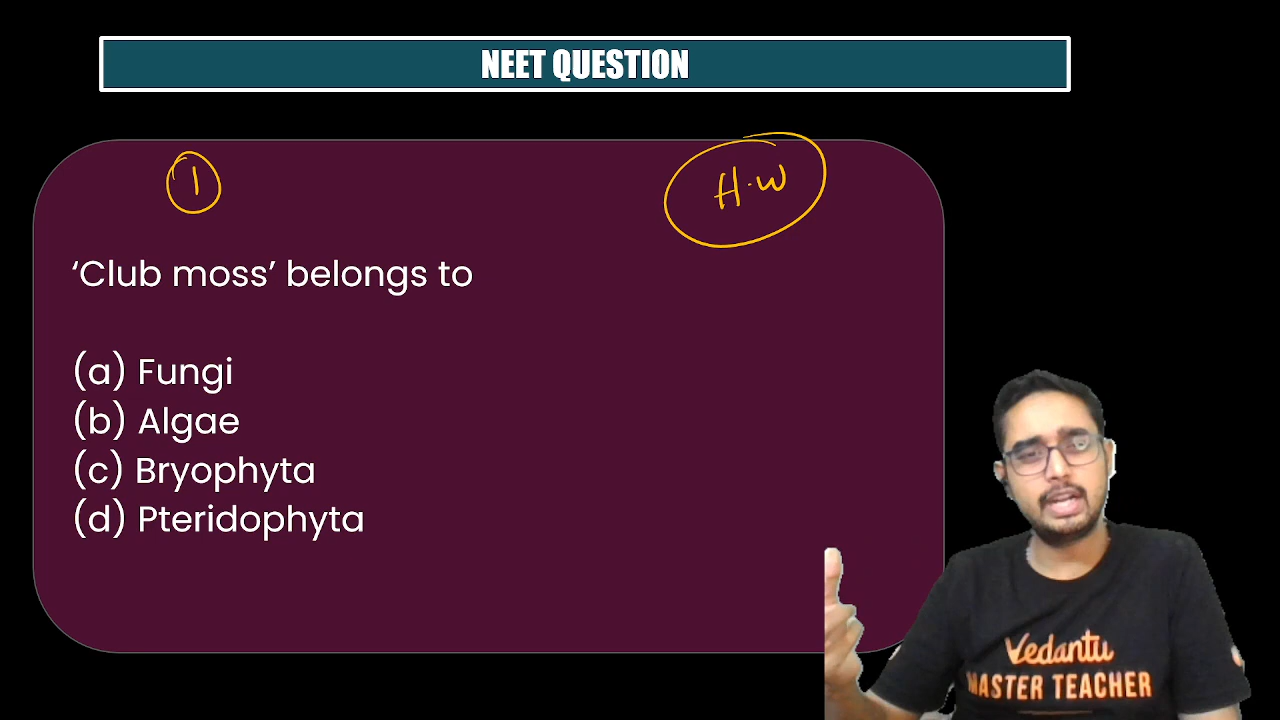 NEET QUESTION
1
H.W
‘Club moss’ belongs to
(a) Fungi
(b) Algae
(c) Bryophyta
(d) Pteridophyta
Vedantu
MASTER TEACHER